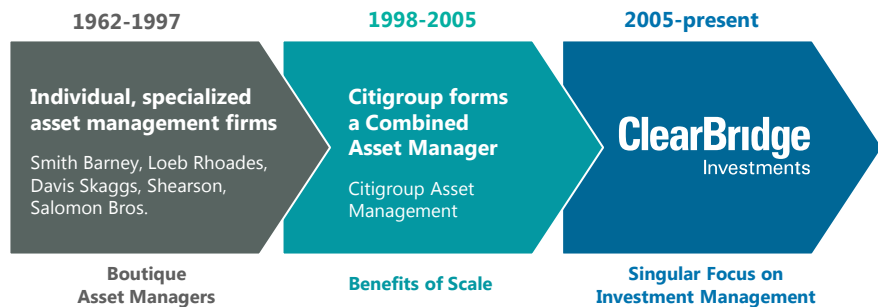 1962-1997
1998-2005
2005-present
Individual, specialized
asset management firms
Smith Barney, Loeb Rhoades,
Davis Skaggs, Shearson,
Salomon Bros.
Citigroup forms
a Combined
Asset Manager
Citigroup Asset
Management
ClearBridge
Investments
Boutique
Asset Managers
Benefits of Scale
Singular Focus on
Investment Management